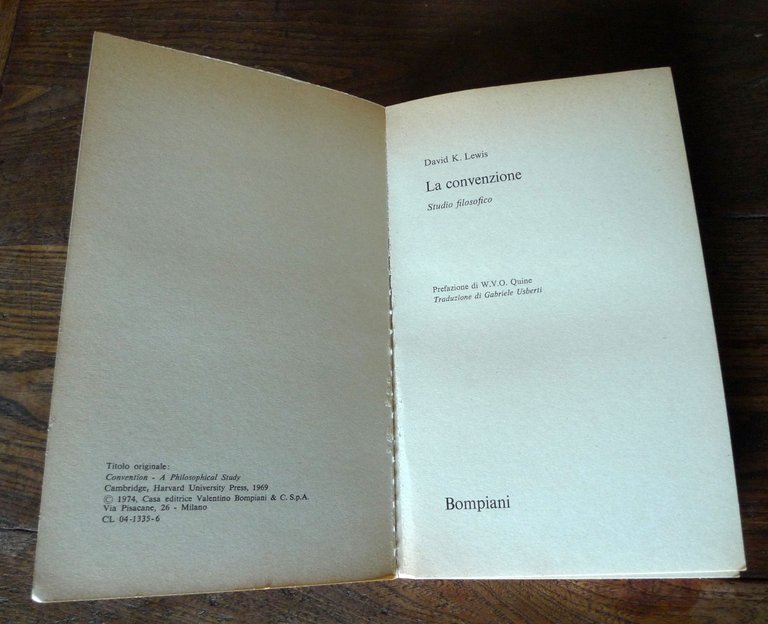 Titolo originale:
Convention - A Philosophical Study
Cambridge, Harvard University Press, 1969
© 1974, Casa editrice Valentino Bompiani & C. S.p.A.
Via Pisacane, 26 - Milano
CL 04-1335-6
David K. Lewis
La convenzione
Studio filosofico
Prefazione di W.V.O. Quine
Traduzione di Gabriele Usberti
Bompiani